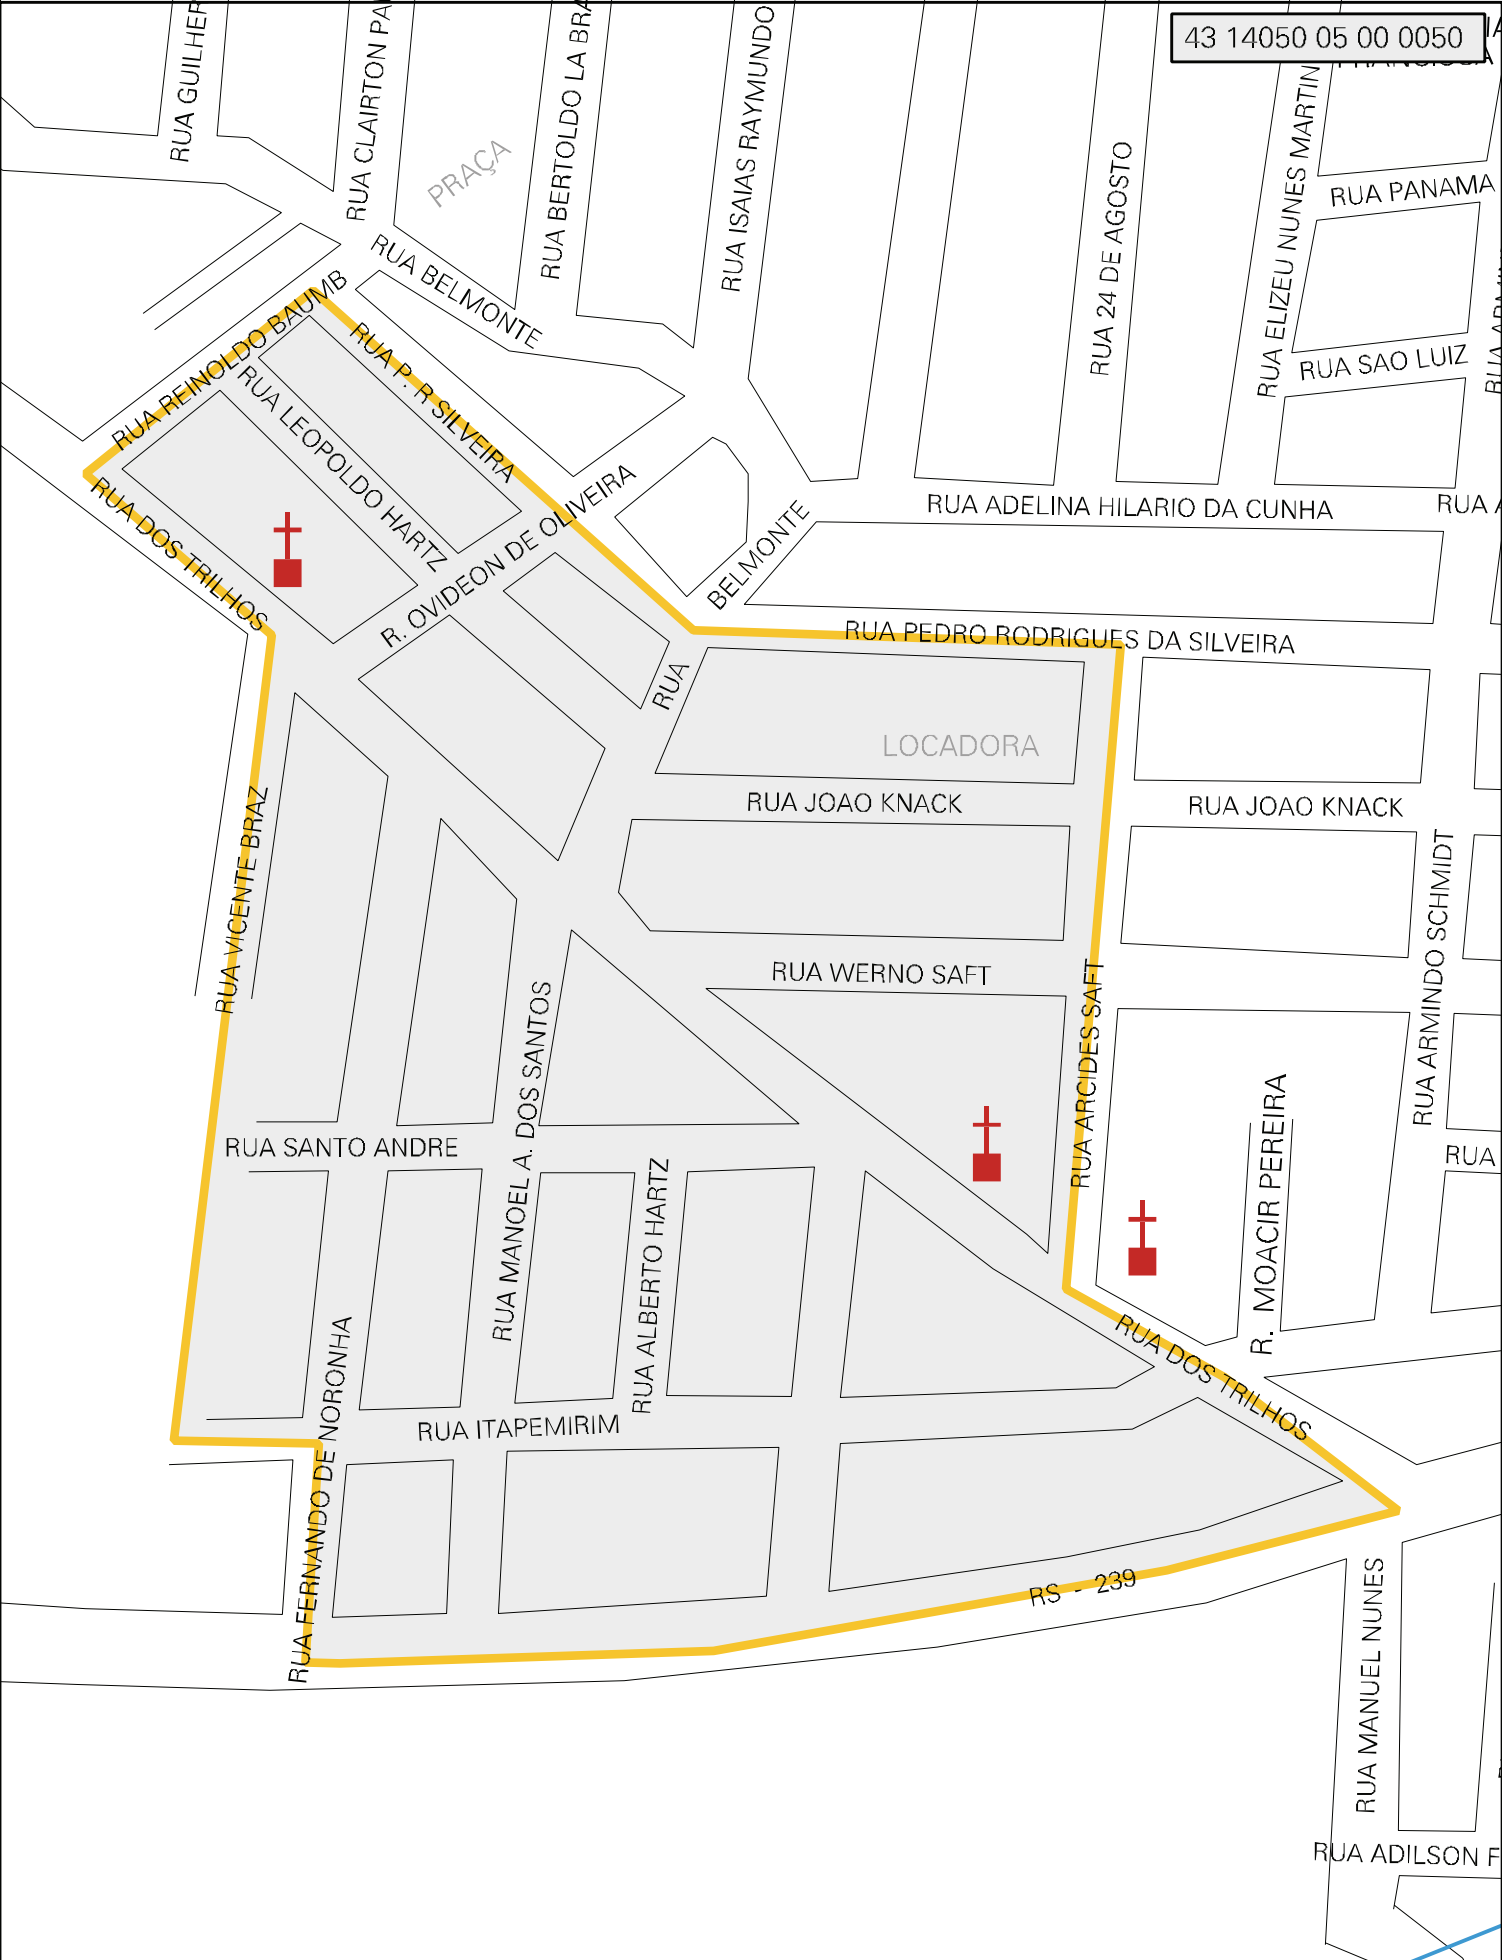 43 14050 05 00 0050
RUA GUILHER
RUA CLAIRTON PA
RUA BERTOLDO LA BRA
RUA ISAIAS RAYMUNDO
PRAÇA
RUA 24 DE AGOSTO
RUA ELIZEU NUNES MARTIN
RUA PANAMA
RUA BELMONTE
RUA SAO LUIZ
RUA REINOLDO BAUMB
RUA P. R SILVEIRA
RUA LEOPOLDO HARTZ
RUA DOS TRILHOS
R. OVIDEON DE OLIVEIRA
RUA ADELINA HILARIO DA CUNHA
RUA A
RUA BELMONTE
RUA PEDRO RODRIGUES DA SILVEIRA
LOCADORA
RUA JOAO KNACK
RUA JOAO KNACK
RUA VICENTE BRAZ
RUA WERNO SAFT
RUA ARCIDES SAFT
RUA ARMINDO SCHMIDT
RUA MANOEL A. DOS SANTOS
RUA SANTO ANDRE
RUA ALBERTO HARTZ
R. MOACIR PEREIRA
RUA
RUA DOS TRILHOS
RUA FERNANDO DE NORONHA
RUA ITAPEMIRIM
RS - 239
RUA MANUEL NUNES
RUA ADILSON F